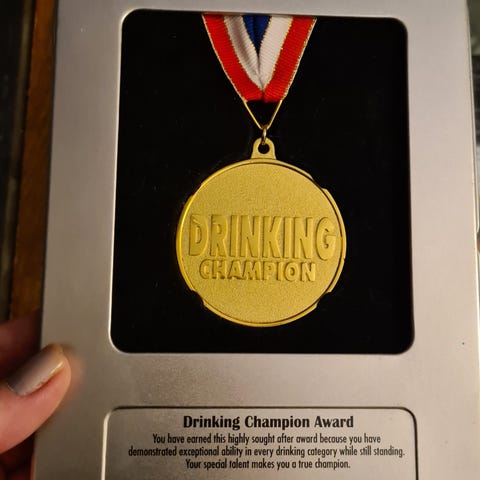 DRINKING
CHAMPION
Drinking Champion Award
You have earned this highly sought after award because you have
demonstrated exceptional ability in every drinking category while still standing.
Your special talent makes you a true champion.